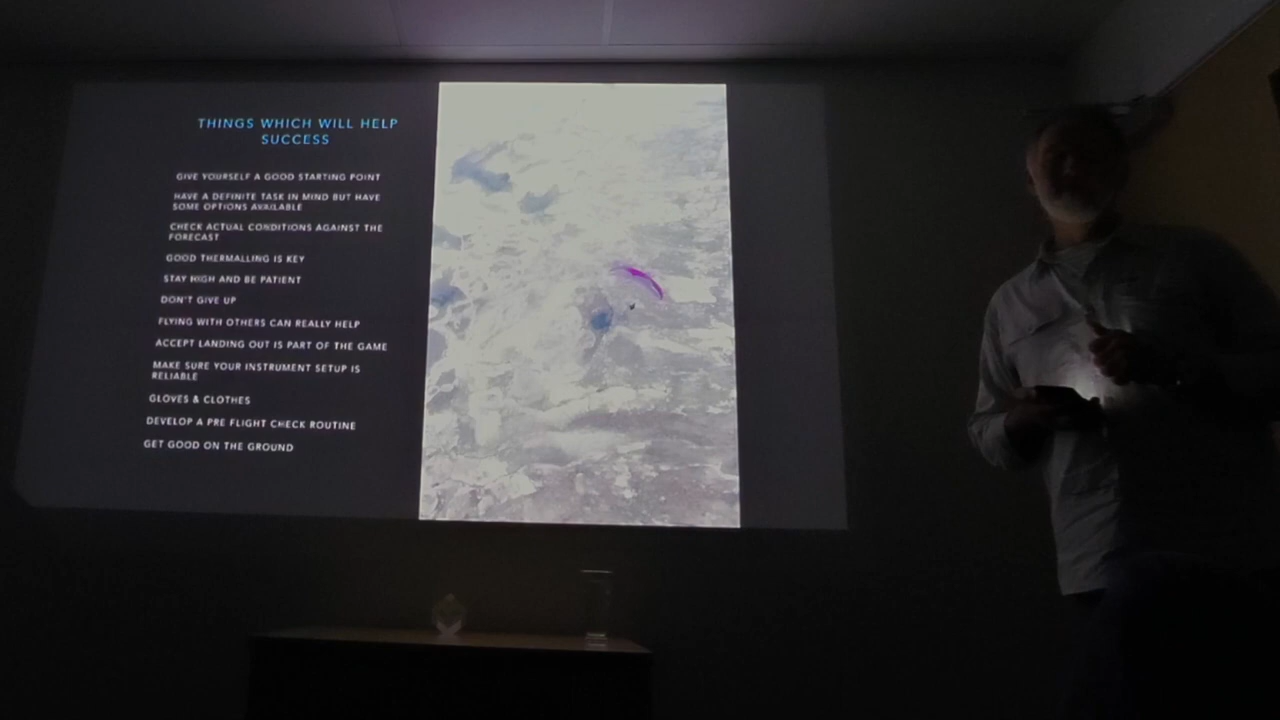 THINGS WHICH WILL HELP
SUCCESS
GIVE YOURSELF A GOOD STARTING POINT
HAVE A DEFINITE TASK IN MIND BUT HAVE
SOME OPTIONS AVAILABLE
CHECK ACTUAL CONDITIONS AGAINST THE
FORECAST
GOOD THERMALLING IS KEY
STAY HIGH AND BE PATIENT
DON'T GIVE UP
FLYING WITH OTHERS CAN REALLY HELP
ACCEPT LANDING OUT IS PART OF THE GAME
MAKE SURE YOUR INSTRUMENT SETUP IS
RELIABLE
GLOVES & CLOTHES
DEVELOP A PRE FLIGHT CHECK ROUTINE
GET GOOD ON THE GROUND